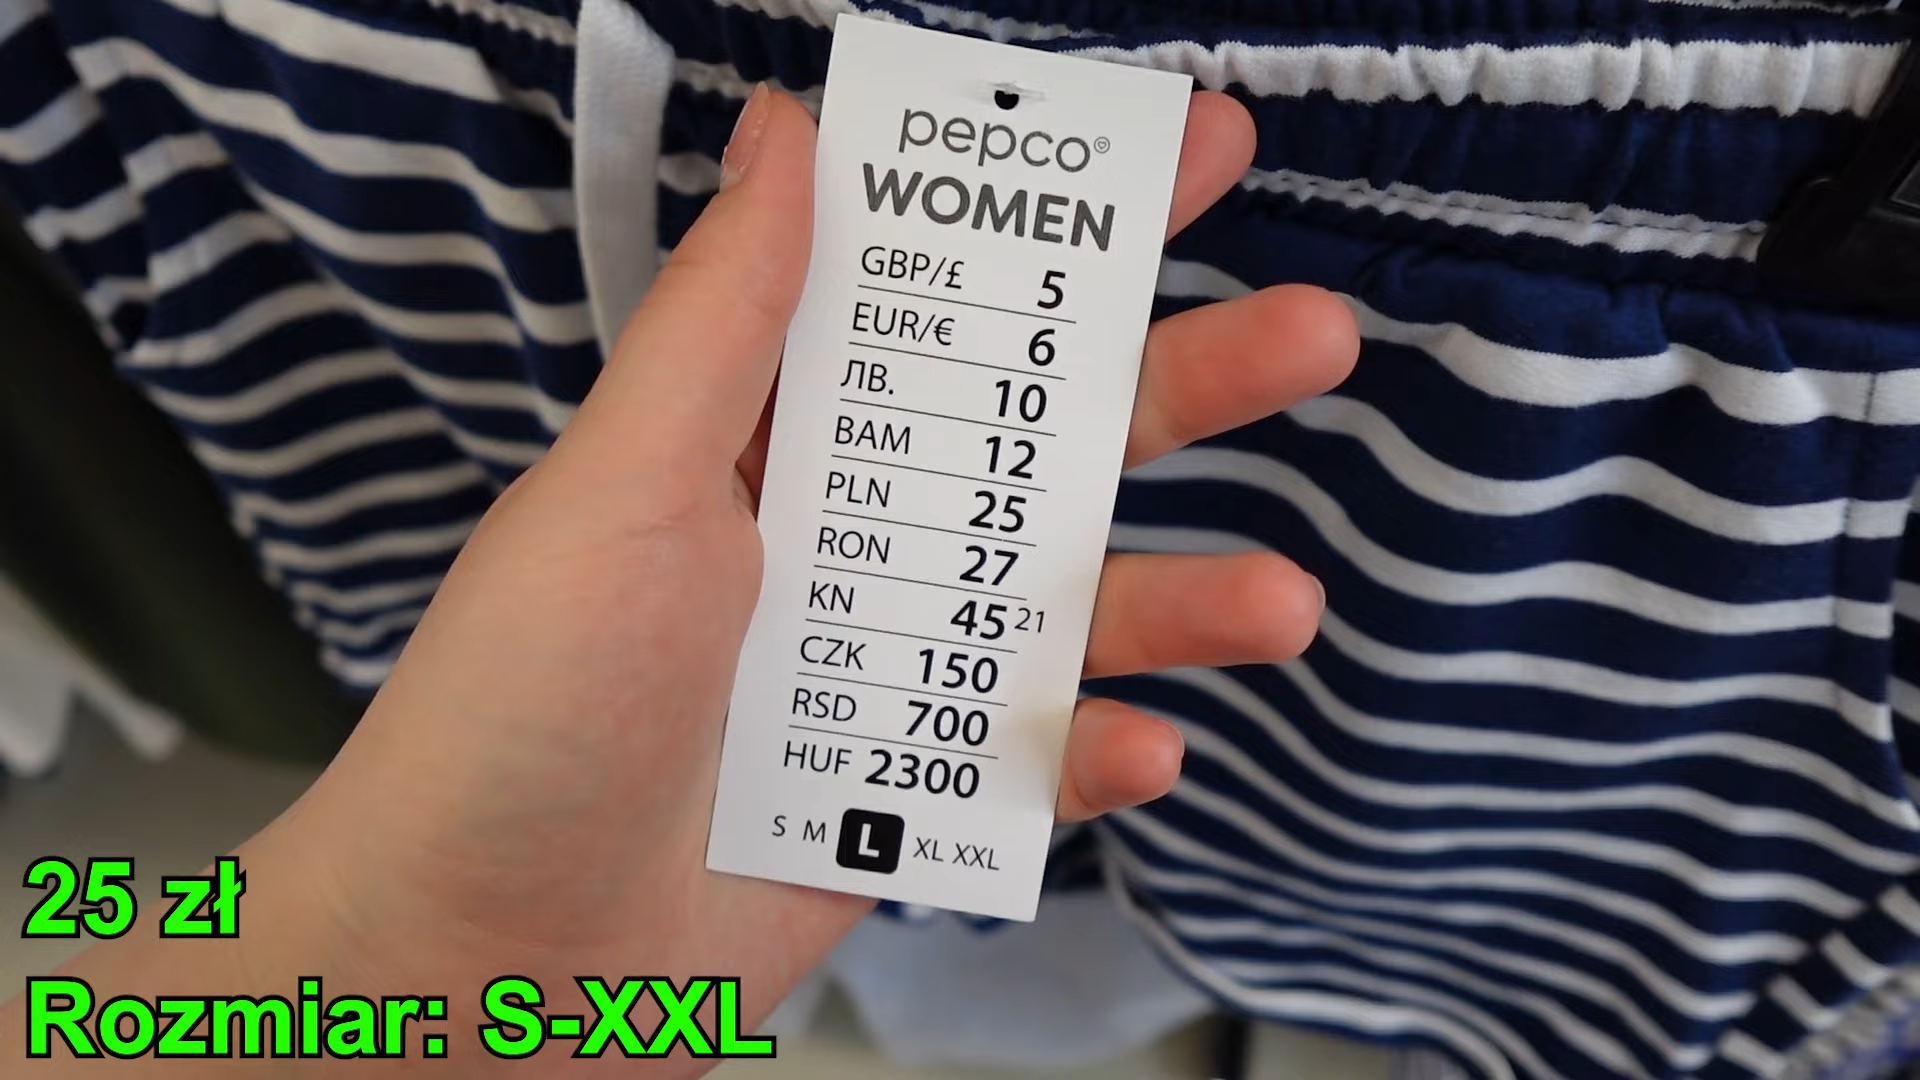 pepco
WOMEN
GBP/£ 5
EUR/€ 6
ЛВ. 10
BAM 12
PLN 25
RON 27
KN 45 21
CZK 150
RSD 700
HUF 2300
S M L XL XXL
25 zł
Rozmiar: S-XXL